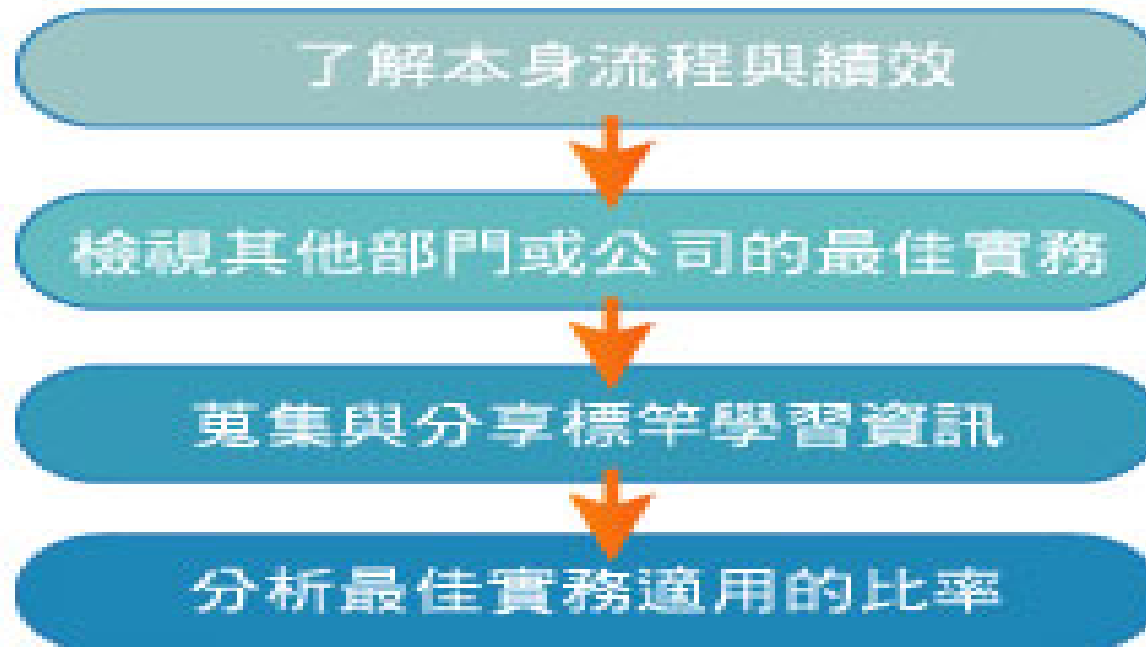 了解本身流程與績效
檢視其他部門或公司的最佳實務
蒐集與分享標竿學習資訊
分析最佳實務適用的比率